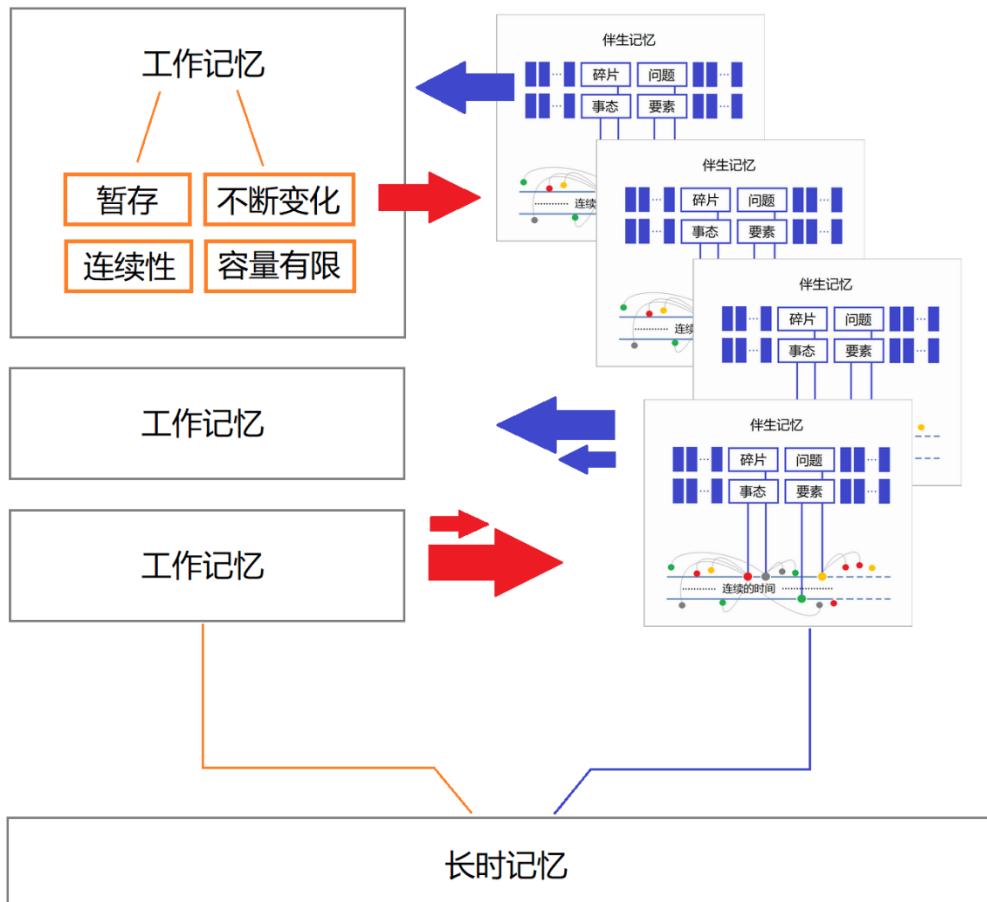 工作记忆
暂存
不断变化
连续性
容量有限
伴生记忆
···
碎片
问题
···
···
事态
要素
···
连续
伴生记忆
···
碎片
问题
···
···
事态
要素
···
连续
伴生记忆
···
碎片
问题
···
···
事态
要素
···
工作记忆
伴生记忆
···
碎片
问题
···
···
事态
要素
···
连续的时间
工作记忆
长时记忆